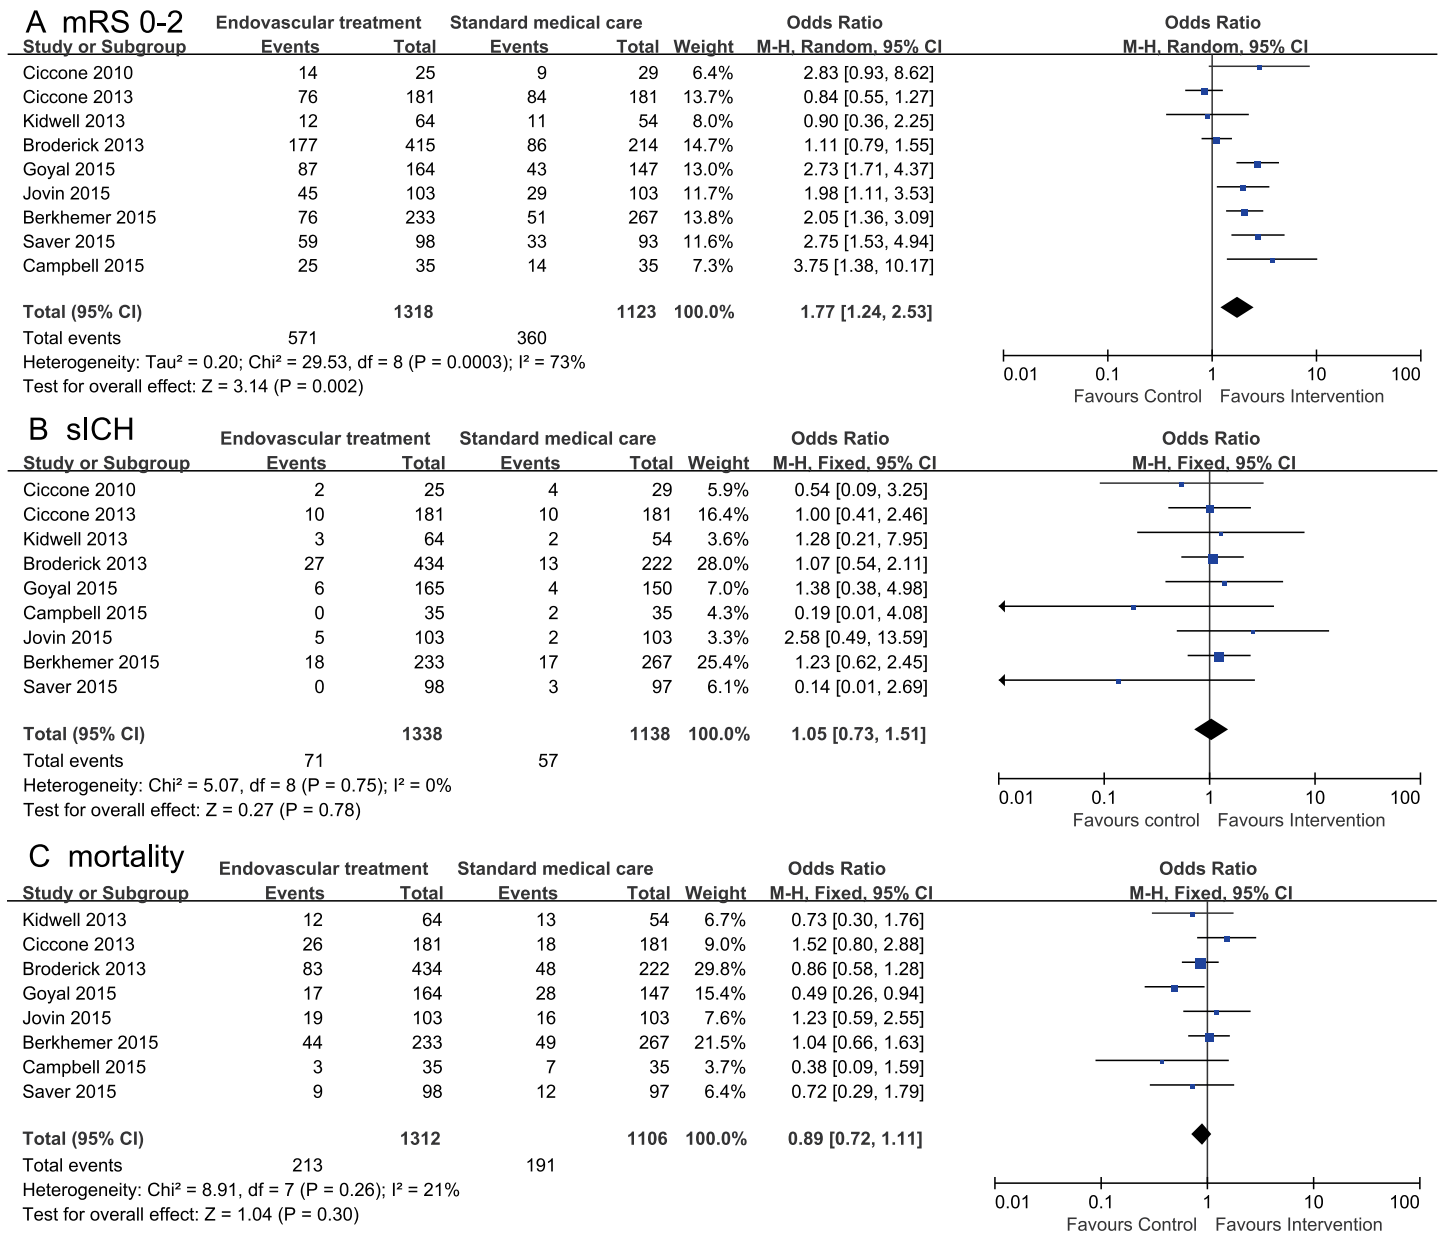 A mRS 0-2 Endovascular treatment Standard medical care Odds Ratio Odds Ratio
Study or Subgroup Events Total Events Total Weight M-H, Random, 95% CI M-H, Random, 95% CI
Ciccone 2010 14 25 9 29 6.4% 2.83 [0.93, 8.62]
Ciccone 2013 76 181 84 181 13.7% 0.84 [0.55, 1.27]
Kidwell 2013 12 64 11 54 8.0% 0.90 [0.36, 2.25]
Broderick 2013 177 415 86 214 14.7% 1.11 [0.79, 1.55]
Goyal 2015 87 164 43 147 13.0% 2.73 [1.71, 4.37]
Jovin 2015 45 103 29 103 11.7% 1.98 [1.11, 3.53]
Berkhemer 2015 76 233 51 267 13.8% 2.05 [1.36, 3.09]
Saver 2015 59 98 33 93 11.6% 2.75 [1.53, 4.94]
Campbell 2015 25 35 14 35 7.3% 3.75 [1.38, 10.17]
Total (95% CI) 1318 1123 100.0% 1.77 [1.24, 2.53]
Total events 571 360
Heterogeneity: Tau² = 0.20; Chi² = 29.53, df = 8 (P = 0.0003); I² = 73%
Test for overall effect: Z = 3.14 (P = 0.002)
0.01 0.1 1 10 100
Favours Control Favours Intervention
B sICH Endovascular treatment Standard medical care Odds Ratio Odds Ratio
Study or Subgroup Events Total Events Total Weight M-H, Fixed, 95% CI M-H, Fixed, 95% CI
Ciccone 2010 2 25 4 29 5.9% 0.54 [0.09, 3.25]
Ciccone 2013 10 181 10 181 16.4% 1.00 [0.41, 2.46]
Kidwell 2013 3 64 2 54 3.6% 1.28 [0.21, 7.95]
Broderick 2013 27 434 13 222 28.0% 1.07 [0.54, 2.11]
Goyal 2015 6 165 4 150 7.0% 1.38 [0.38, 4.98]
Campbell 2015 0 35 2 35 4.3% 0.19 [0.01, 4.08]
Jovin 2015 5 103 2 103 3.3% 2.58 [0.49, 13.59]
Berkhemer 2015 18 233 17 267 25.4% 1.23 [0.62, 2.45]
Saver 2015 0 98 3 97 6.1% 0.14 [0.01, 2.69]
Total (95% CI) 1338 1138 100.0% 1.05 [0.73, 1.51]
Total events 71 57
Heterogeneity: Chi² = 5.07, df = 8 (P = 0.75); I² = 0%
Test for overall effect: Z = 0.27 (P = 0.78)
0.01 0.1 1 10 100
Favours control Favours Intervention
C mortality Endovascular treatment Standard medical care Odds Ratio Odds Ratio
Study or Subgroup Events Total Events Total Weight M-H, Fixed, 95% CI M-H, Fixed, 95% CI
Kidwell 2013 12 64 13 54 6.7% 0.73 [0.30, 1.76]
Ciccone 2013 26 181 18 181 9.0% 1.52 [0.80, 2.88]
Broderick 2013 83 434 48 222 29.8% 0.86 [0.58, 1.28]
Goyal 2015 17 164 28 147 15.4% 0.49 [0.26, 0.94]
Jovin 2015 19 103 16 103 7.6% 1.23 [0.59, 2.55]
Berkhemer 2015 44 233 49 267 21.5% 1.04 [0.66, 1.63]
Campbell 2015 3 35 7 35 3.7% 0.38 [0.09, 1.59]
Saver 2015 9 98 12 97 6.4% 0.72 [0.29, 1.79]
Total (95% CI) 1312 1106 100.0% 0.89 [0.72, 1.11]
Total events 213 191
Heterogeneity: Chi² = 8.91, df = 7 (P = 0.26); I² = 21%
Test for overall effect: Z = 1.04 (P = 0.30)
0.01 0.1 1 10 100
Favours Control Favours Intervention